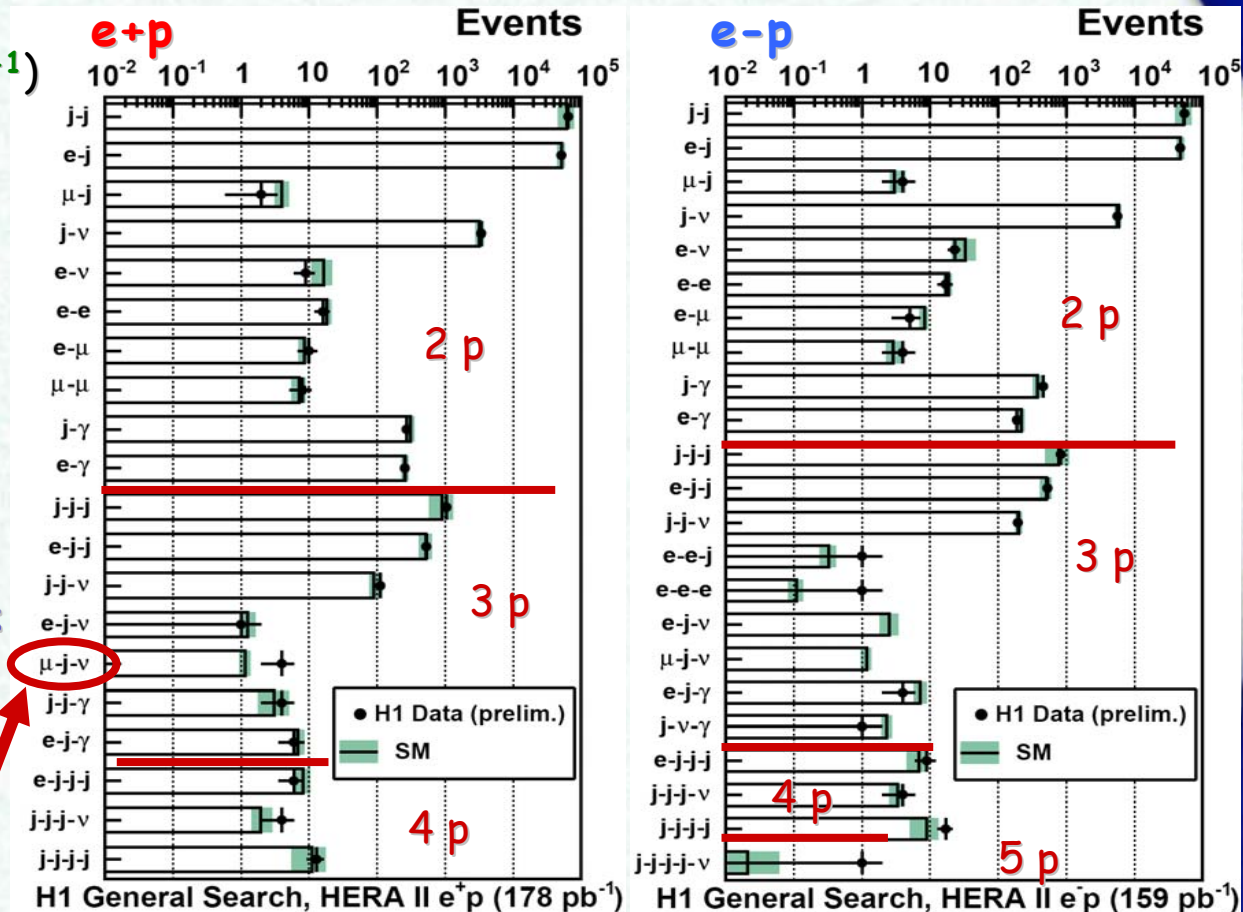 -1)
e+p
Events
10-2 10-1 1 10 102 103 104 105
j-j
e-j
μ-j
j-ν
e-ν
e-e
e-μ
μ-μ
j-γ
e-γ
2 p
j-j-j
e-j-j
j-j-ν
e-j-ν
μ-j-ν
j-j-γ
e-j-γ
3 p
H1 Data (prelim.)
SM
e-j-j-j
j-j-j-ν
j-j-j-j
4 p
H1 General Search, HERA II e+p (178 pb-1)
e-p
Events
10-2 10-1 1 10 102 103 104 105
j-j
e-j
μ-j
j-ν
e-ν
e-e
e-μ
μ-μ
j-γ
e-γ
2 p
j-j-j
e-j-j
j-j-ν
e-e-j
e-e-e
e-j-ν
μ-j-ν
e-j-γ
j-ν-γ
3 p
H1 Data (prelim.)
SM
e-j-j-j
j-j-j-ν
j-j-j-j
4 p
j-j-j-j-ν
5 p
H1 General Search, HERA II e-p (159 pb-1)